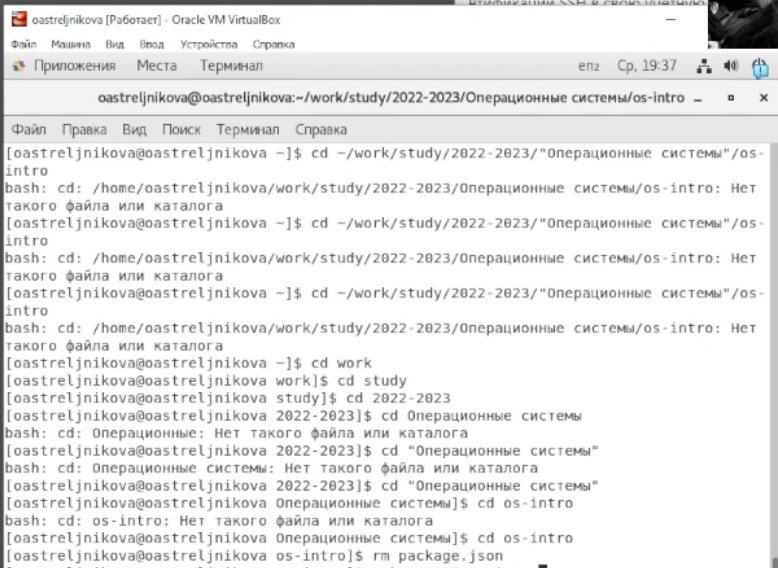 oastreljnikova [Работает] - Oracle VM VirtualBox
Файл Машина Вид Ввод Устройства Справка
Приложения Места Терминал en₂ Ср, 19:37
oastreljnikova@oastreljnikova:~/work/study/2022-2023/Операционные системы/os-intro
Файл Правка Вид Поиск Терминал Справка
[oastreljnikova@oastreljnikova ~]$ cd ~/work/study/2022-2023/"Операционные системы"/os-
intro
bash: cd: /home/oastreljnikova/work/study/2022-2023/Операционные системы/os-intro: Нет
такого файла или каталога
[oastreljnikova@oastreljnikova ~]$ cd ~/work/study/2022-2023/"Операционные системы"/os-
intro
bash: cd: /home/oastreljnikova/work/study/2022-2023/Операционные системы/os-intro: Нет
такого файла или каталога
[oastreljnikova@oastreljnikova ~]$ cd ~/work/study/2022-2023/"Операционные системы"/os-
intro
bash: cd: /home/oastreljnikova/work/study/2022-2023/Операционные системы/os-intro: Нет
такого файла или каталога
[oastreljnikova@oastreljnikova ~]$ cd work
[oastreljnikova@oastreljnikova work]$ cd study
[oastreljnikova@oastreljnikova study]$ cd 2022-2023
[oastreljnikova@oastreljnikova 2022-2023]$ cd Операционные системы
bash: cd: Операционные: Нет такого файла или каталога
[oastreljnikova@oastreljnikova 2022-2023]$ cd "Операционные системы"
bash: cd: Операционные системы: Нет такого файла или каталога
[oastreljnikova@oastreljnikova 2022-2023]$ cd "Операционные системы"
[oastreljnikova@oastreljnikova Операционные системы]$ cd os-intro
bash: cd: os-intro: Нет такого файла или каталога
[oastreljnikova@oastreljnikova Операционные системы]$ cd os-intro
[oastreljnikova@oastreljnikova os-intro]$ rm package.json